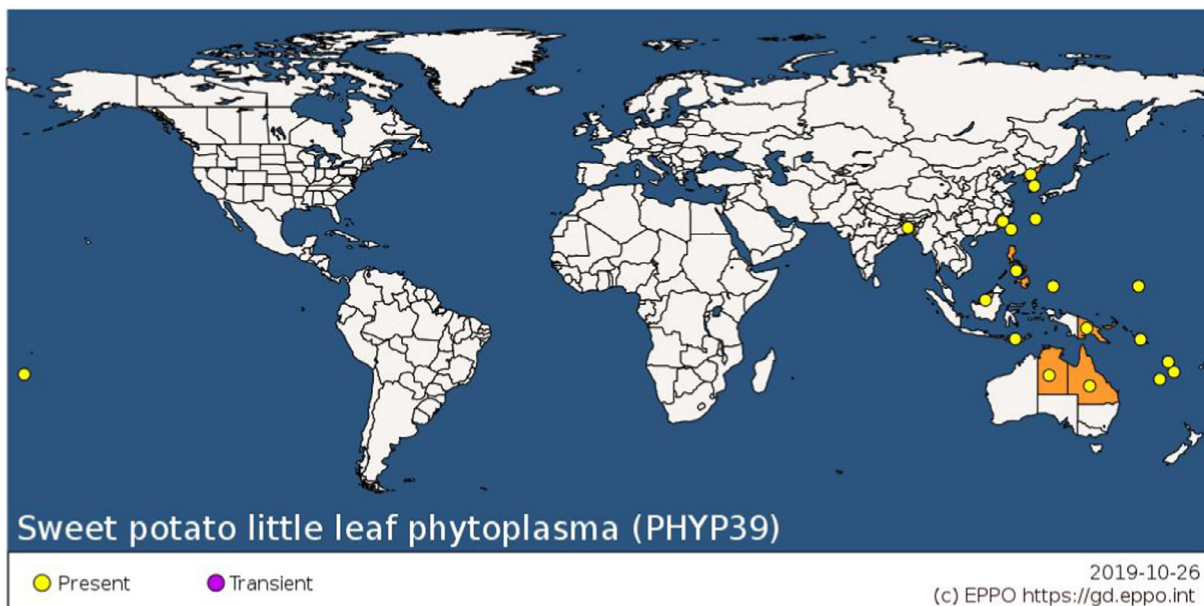 Sweet potato little leaf phytoplasma (PHYP39)
Present
Transient
2019-10-26
(c) EPPO https://gd.eppo.int